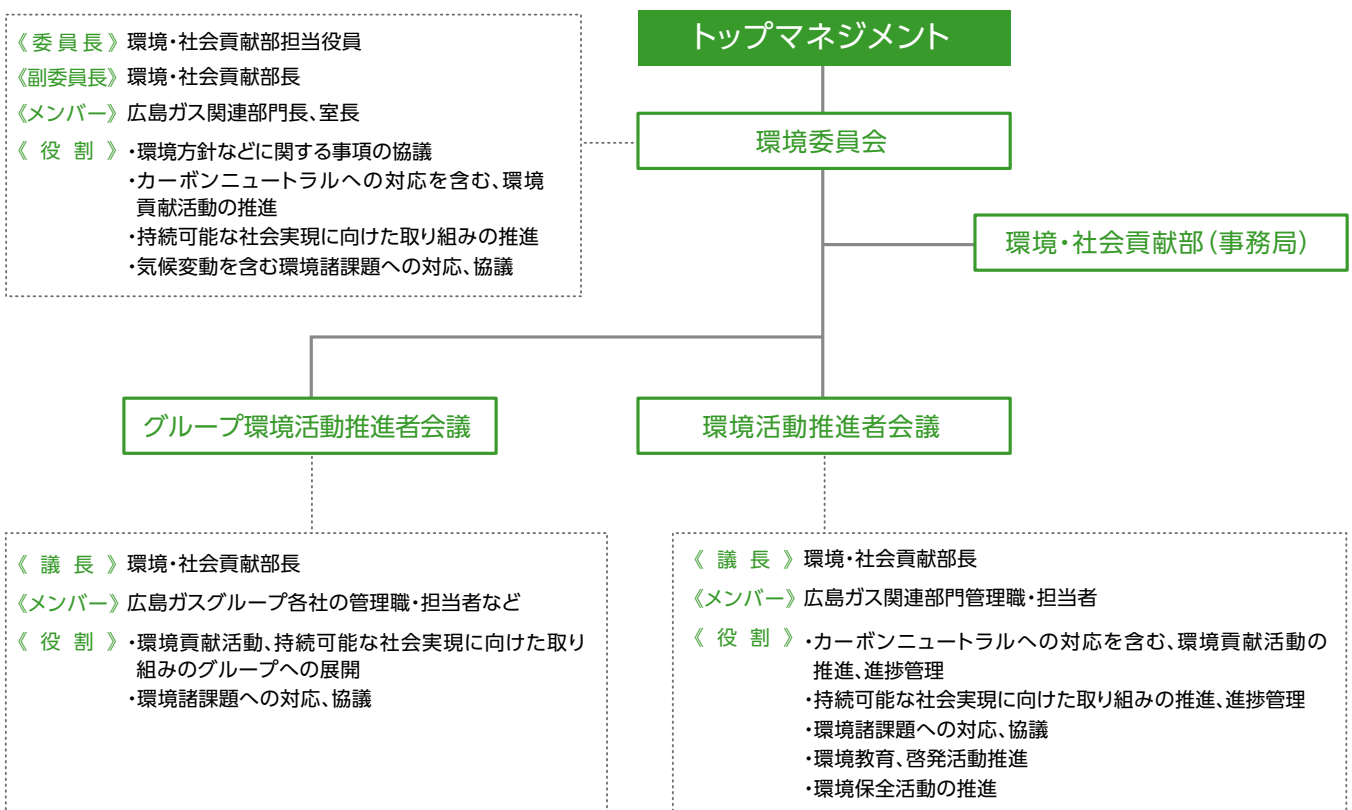 トップマネジメント
《委員長》環境・社会貢献部担当役員
《副委員長》環境・社会貢献部長
《メンバー》広島ガス関連部門長、室長
《役割》・環境方針などに関する事項の協議
・カーボンニュートラルへの対応を含む、環境
貢献活動の推進
・持続可能な社会実現に向けた取り組みの推進
・気候変動を含む環境諸課題への対応、協議
環境委員会
環境・社会貢献部（事務局）
グループ環境活動推進者会議
環境活動推進者会議
《議長》環境・社会貢献部長
《メンバー》広島ガスグループ各社の管理職・担当者など
《役割》・環境貢献活動、持続可能な社会実現に向けた取り
組みのグループへの展開
・環境諸課題への対応、協議
《議長》環境・社会貢献部長
《メンバー》広島ガス関連部門管理職・担当者
《役割》・カーボンニュートラルへの対応を含む、環境貢献活動の
推進、進捗管理
・持続可能な社会実現に向けた取り組みの推進、進捗管理
・環境諸課題への対応、協議
・環境教育、啓発活動推進
・環境保全活動の推進